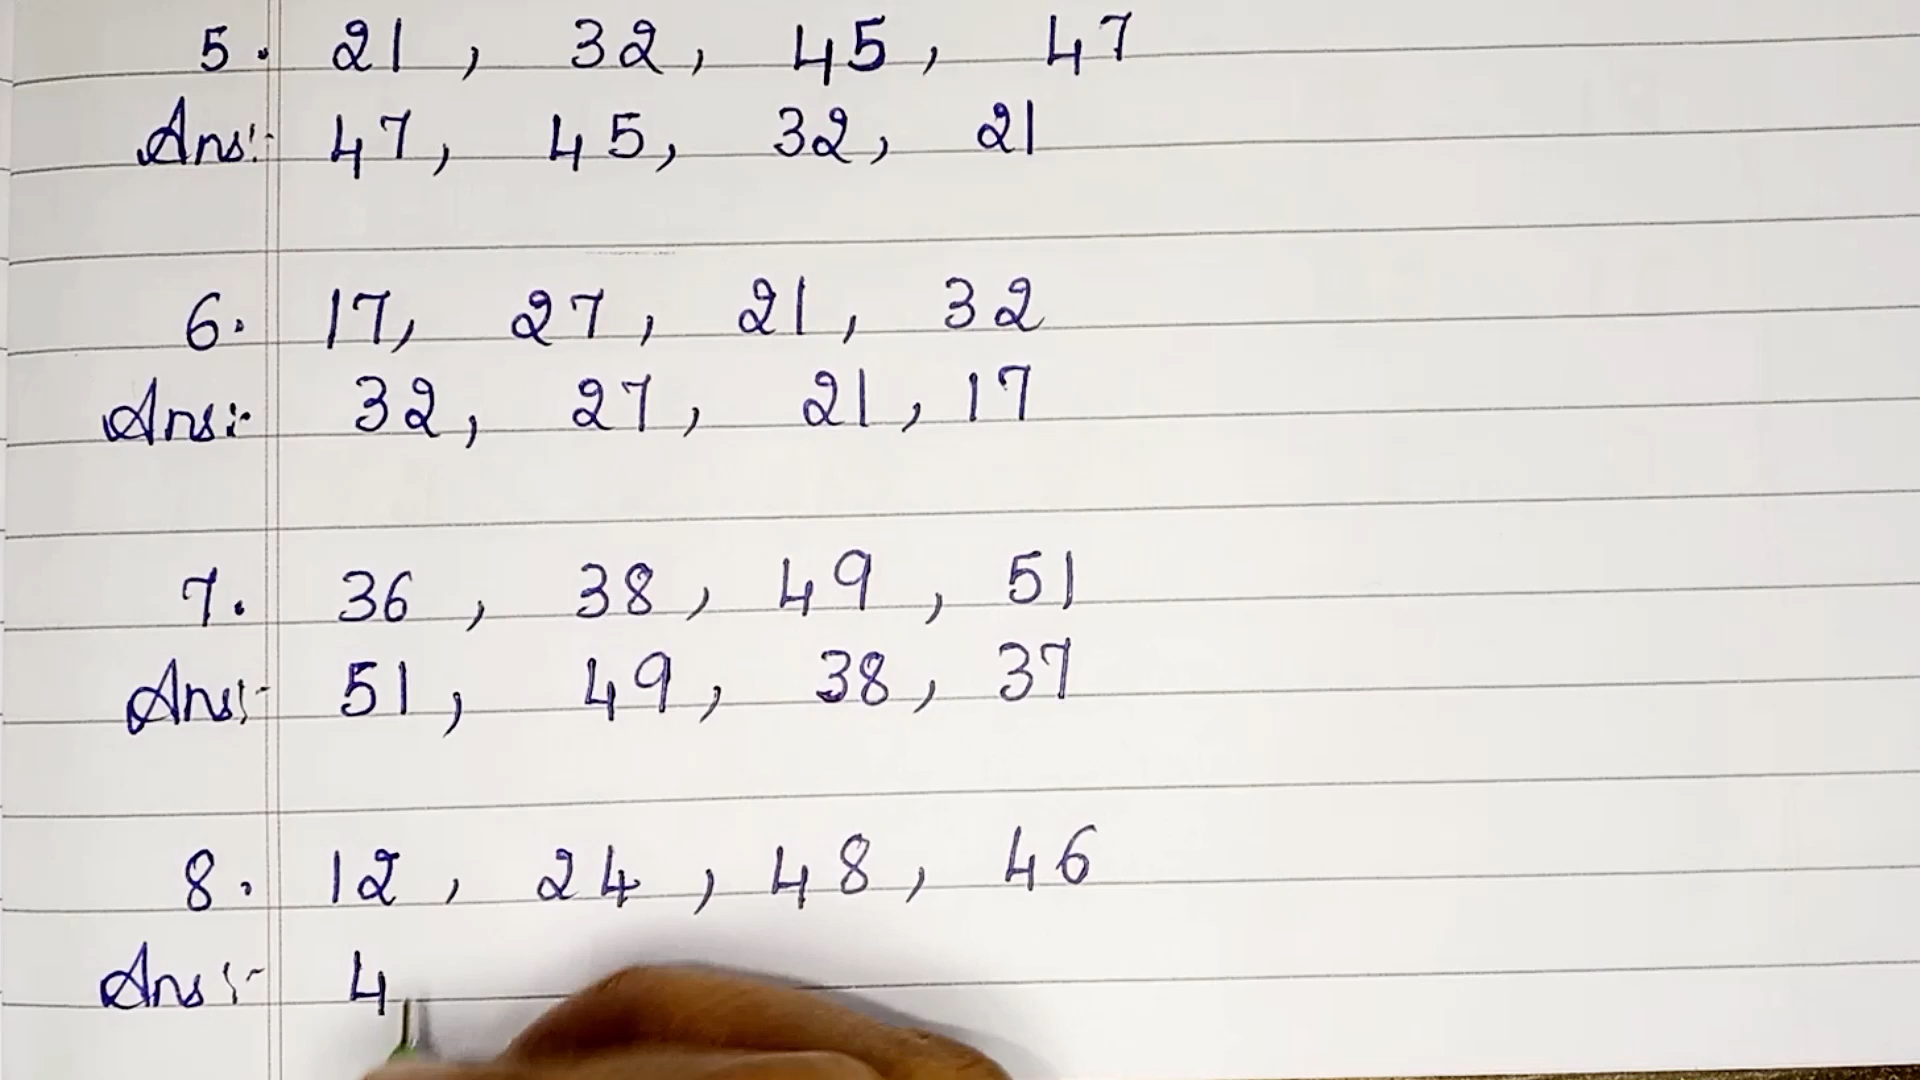 5. 21, 32, 45, 47
Ans:- 47, 45, 32, 21
6. 17, 27, 21, 32
Ans:- 32, 27, 21, 17
7. 36, 38, 49, 51
Ans:- 51, 49, 38, 37
8. 12, 24, 48, 46
Ans:- 4